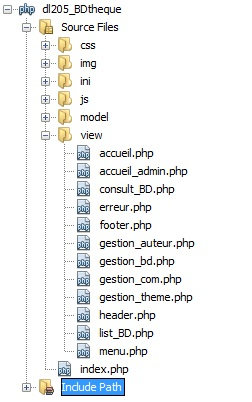 dl205_BDtheque
Source Files
css
img
ini
js
model
view
accueil.php
accueil_admin.php
consult_BD.php
erreur.php
footer.php
gestion_auteur.php
gestion_bd.php
gestion_com.php
gestion_theme.php
header.php
list_BD.php
menu.php
index.php
Include Path